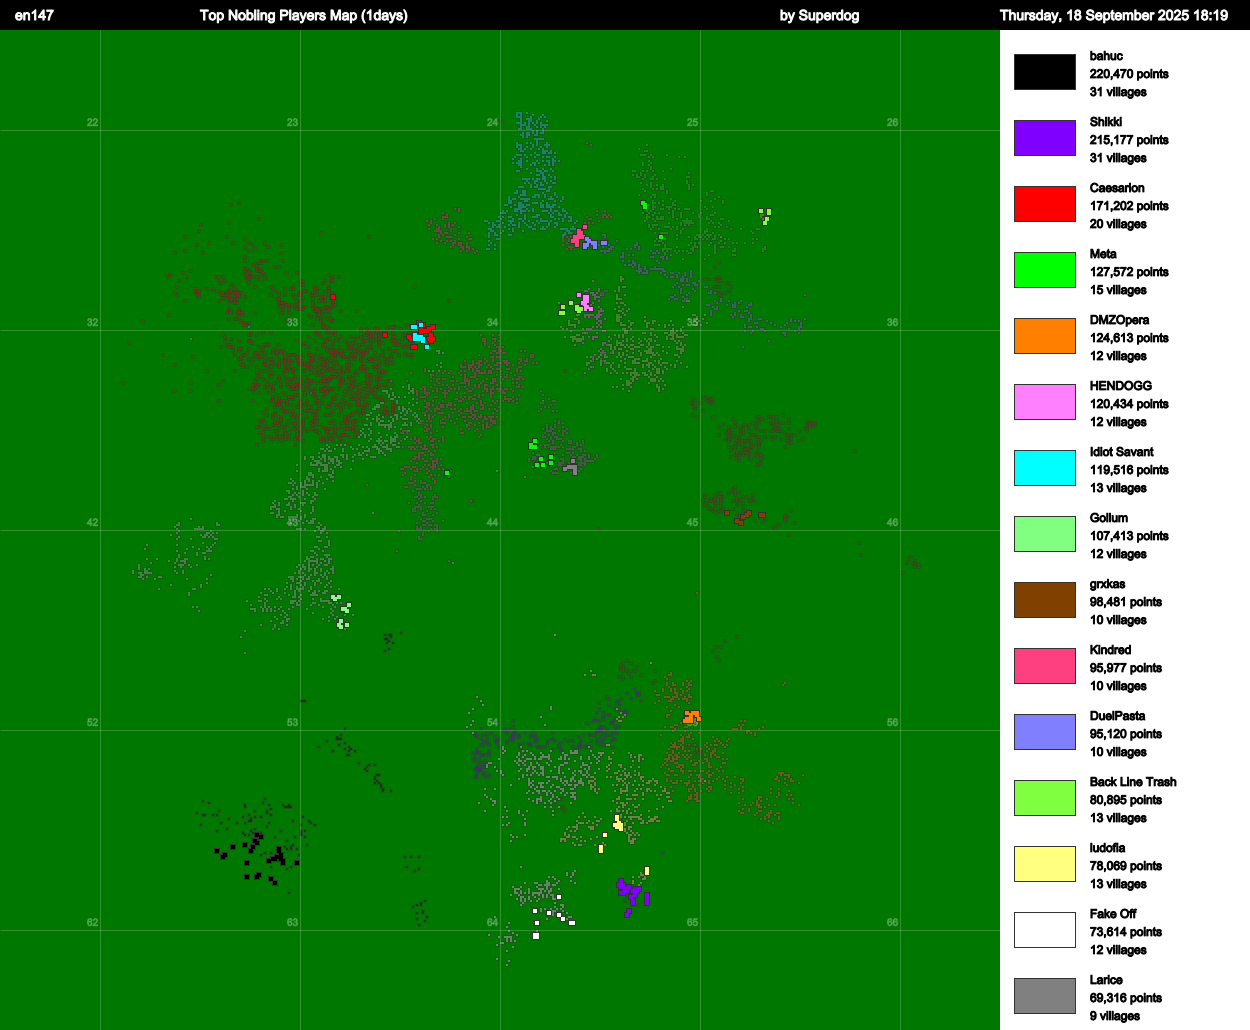 en147 Top Nobling Players Map (1days) by Superdog Thursday, 18 September 2025 18:19
bahuc
220,470 points
31 villages
Shikki
215,177 points
31 villages
Caesarion
171,202 points
20 villages
Meta
127,572 points
15 villages
DMZOpera
124,613 points
12 villages
HENDOGG
120,434 points
12 villages
Idiot Savant
119,516 points
13 villages
Gollum
107,413 points
12 villages
grxkas
98,481 points
10 villages
Kindred
95,977 points
10 villages
DuelPasta
95,120 points
10 villages
Back Line Trash
80,895 points
13 villages
ludofia
78,069 points
13 villages
Fake Off
73,614 points
12 villages
Larice
69,316 points
9 villages
22 23 24 25 26
32 33 34 35 36
42 43 44 45 46
52 53 54 56
62 63 64 65 66